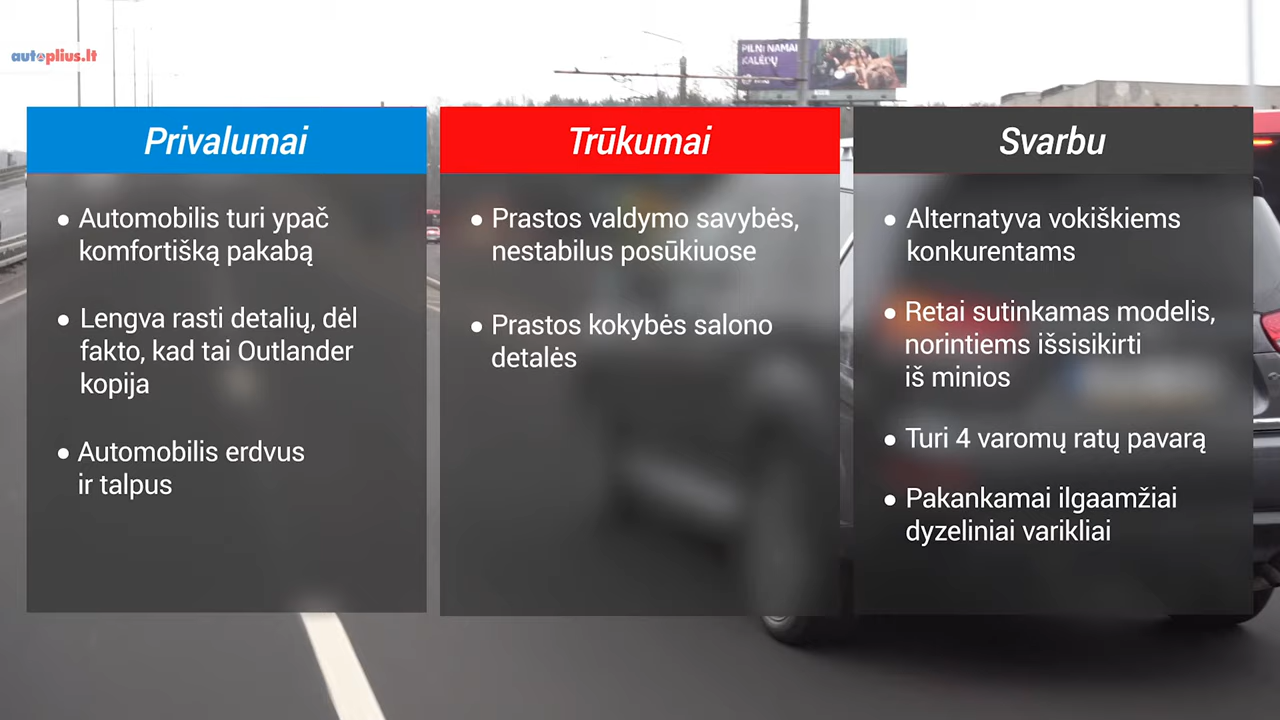 autoplius.lt
PILNI NAMAI
KALĖDŲ
Privalumai
● Automobilis turi ypač
komfortišką pakabą
● Lengva rasti detalių, dėl
fakto, kad tai Outlander
kopija
● Automobilis erdvus
ir talpus
Trūkumai
● Prastos valdymo savybės,
nestabilus posūkiuose
● Prastos kokybės salono
detalės
Svarbu
● Alternatyva vokiškiems
konkurentams
● Retai sutinkamas modelis,
norintiems išsisikirti
iš minios
● Turi 4 varomų ratų pavarą
● Pakankamai ilgaamžiai
dyzeliniai varikliai